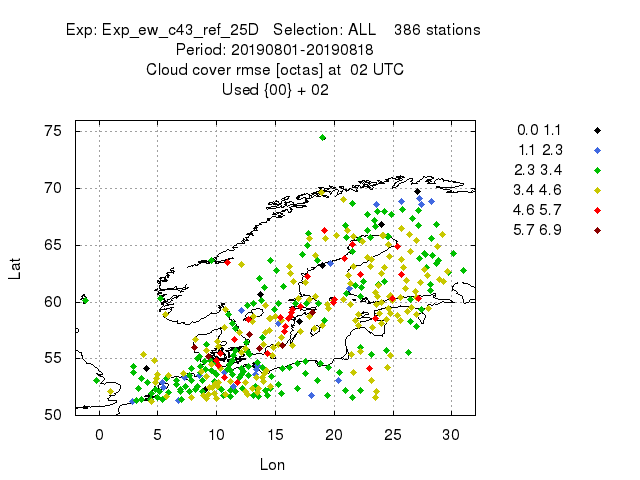 Exp: Exp_ew_c43_ref_25D Selection: ALL 386 stations
Period: 20190801-20190818
Cloud cover rmse [octas] at 02 UTC
Used {00} + 02
0.0 1.1
1.1 2.3
2.3 3.4
3.4 4.6
4.6 5.7
5.7 6.9
75
70
65
60
55
50
Lat
0 5 10 15 20 25 30
Lon